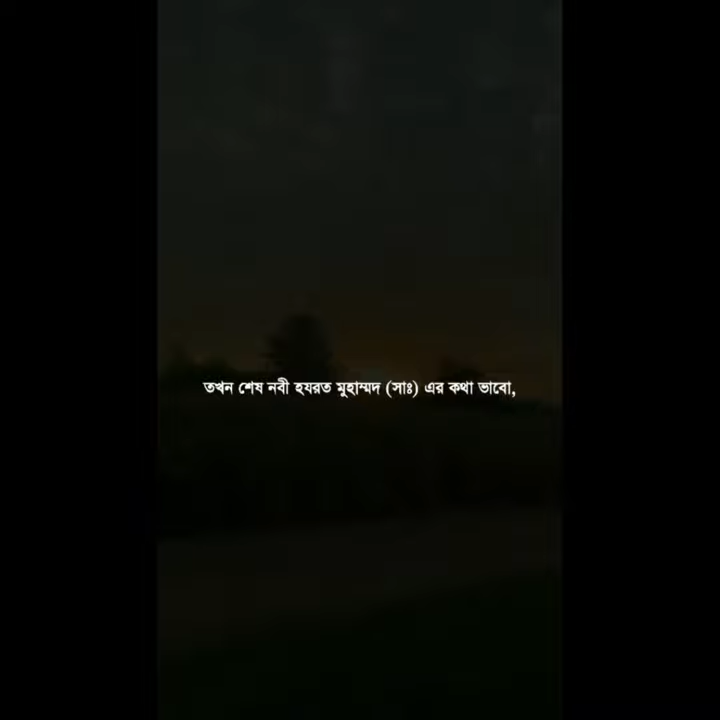 তখন শেষ নবী হযরত মুহাম্মদ (সাঃ) এর কথা ভাবো,